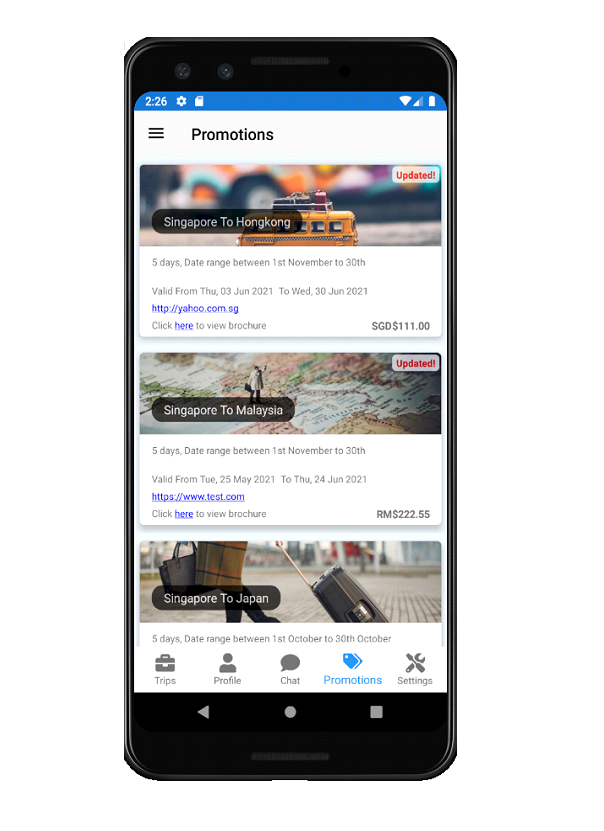 2:26
Promotions
Updated!
Singapore To Hongkong
5 days, Date range between 1st November to 30th
Valid From Thu, 03 Jun 2021 To Wed, 30 Jun 2021
http://yahoo.com.sg
Click here to view brochure
SGD$111.00
Updated!
Singapore To Malaysia
5 days, Date range between 1st November to 30th
Valid From Tue, 25 May 2021 To Thu, 24 Jun 2021
https://www.test.com
Click here to view brochure
RM$222.55
Singapore To Japan
5 days, Date range between 1st October to 30th October
Trips
Profile
Chat
Promotions
Settings